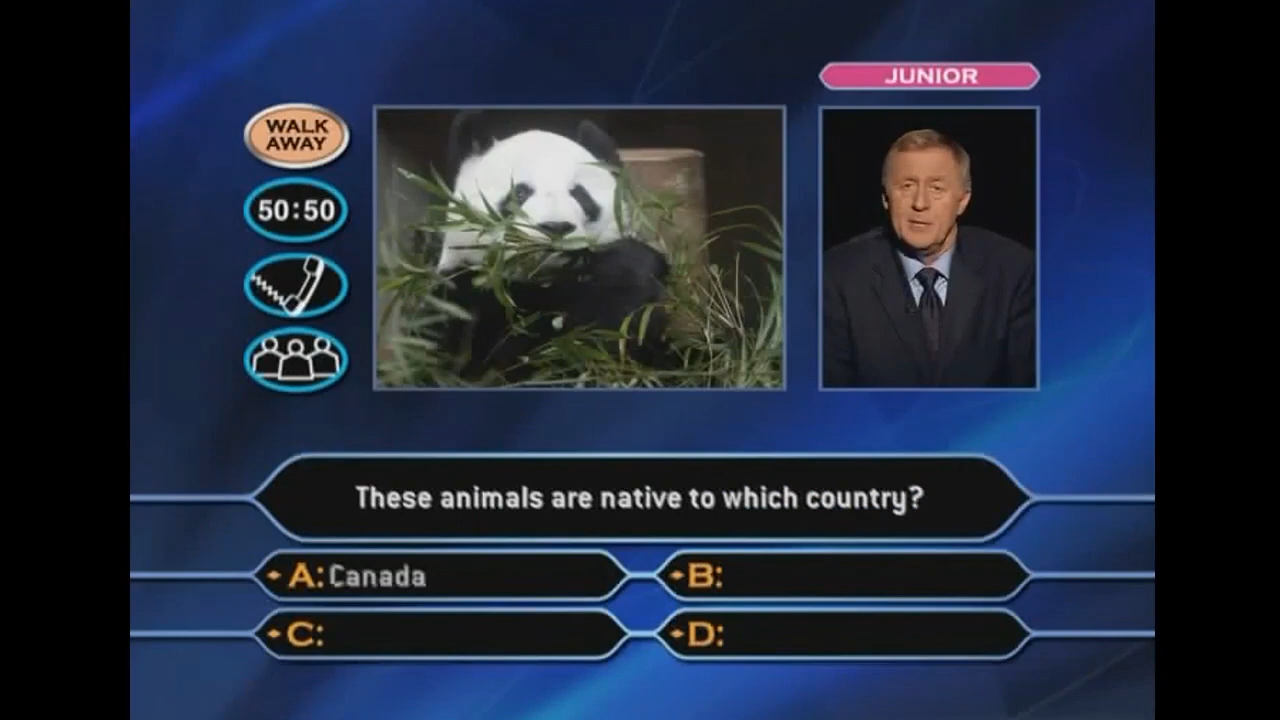 JUNIOR
WALK
AWAY
50:50
These animals are native to which country?
A: Canada
B:
C:
D: